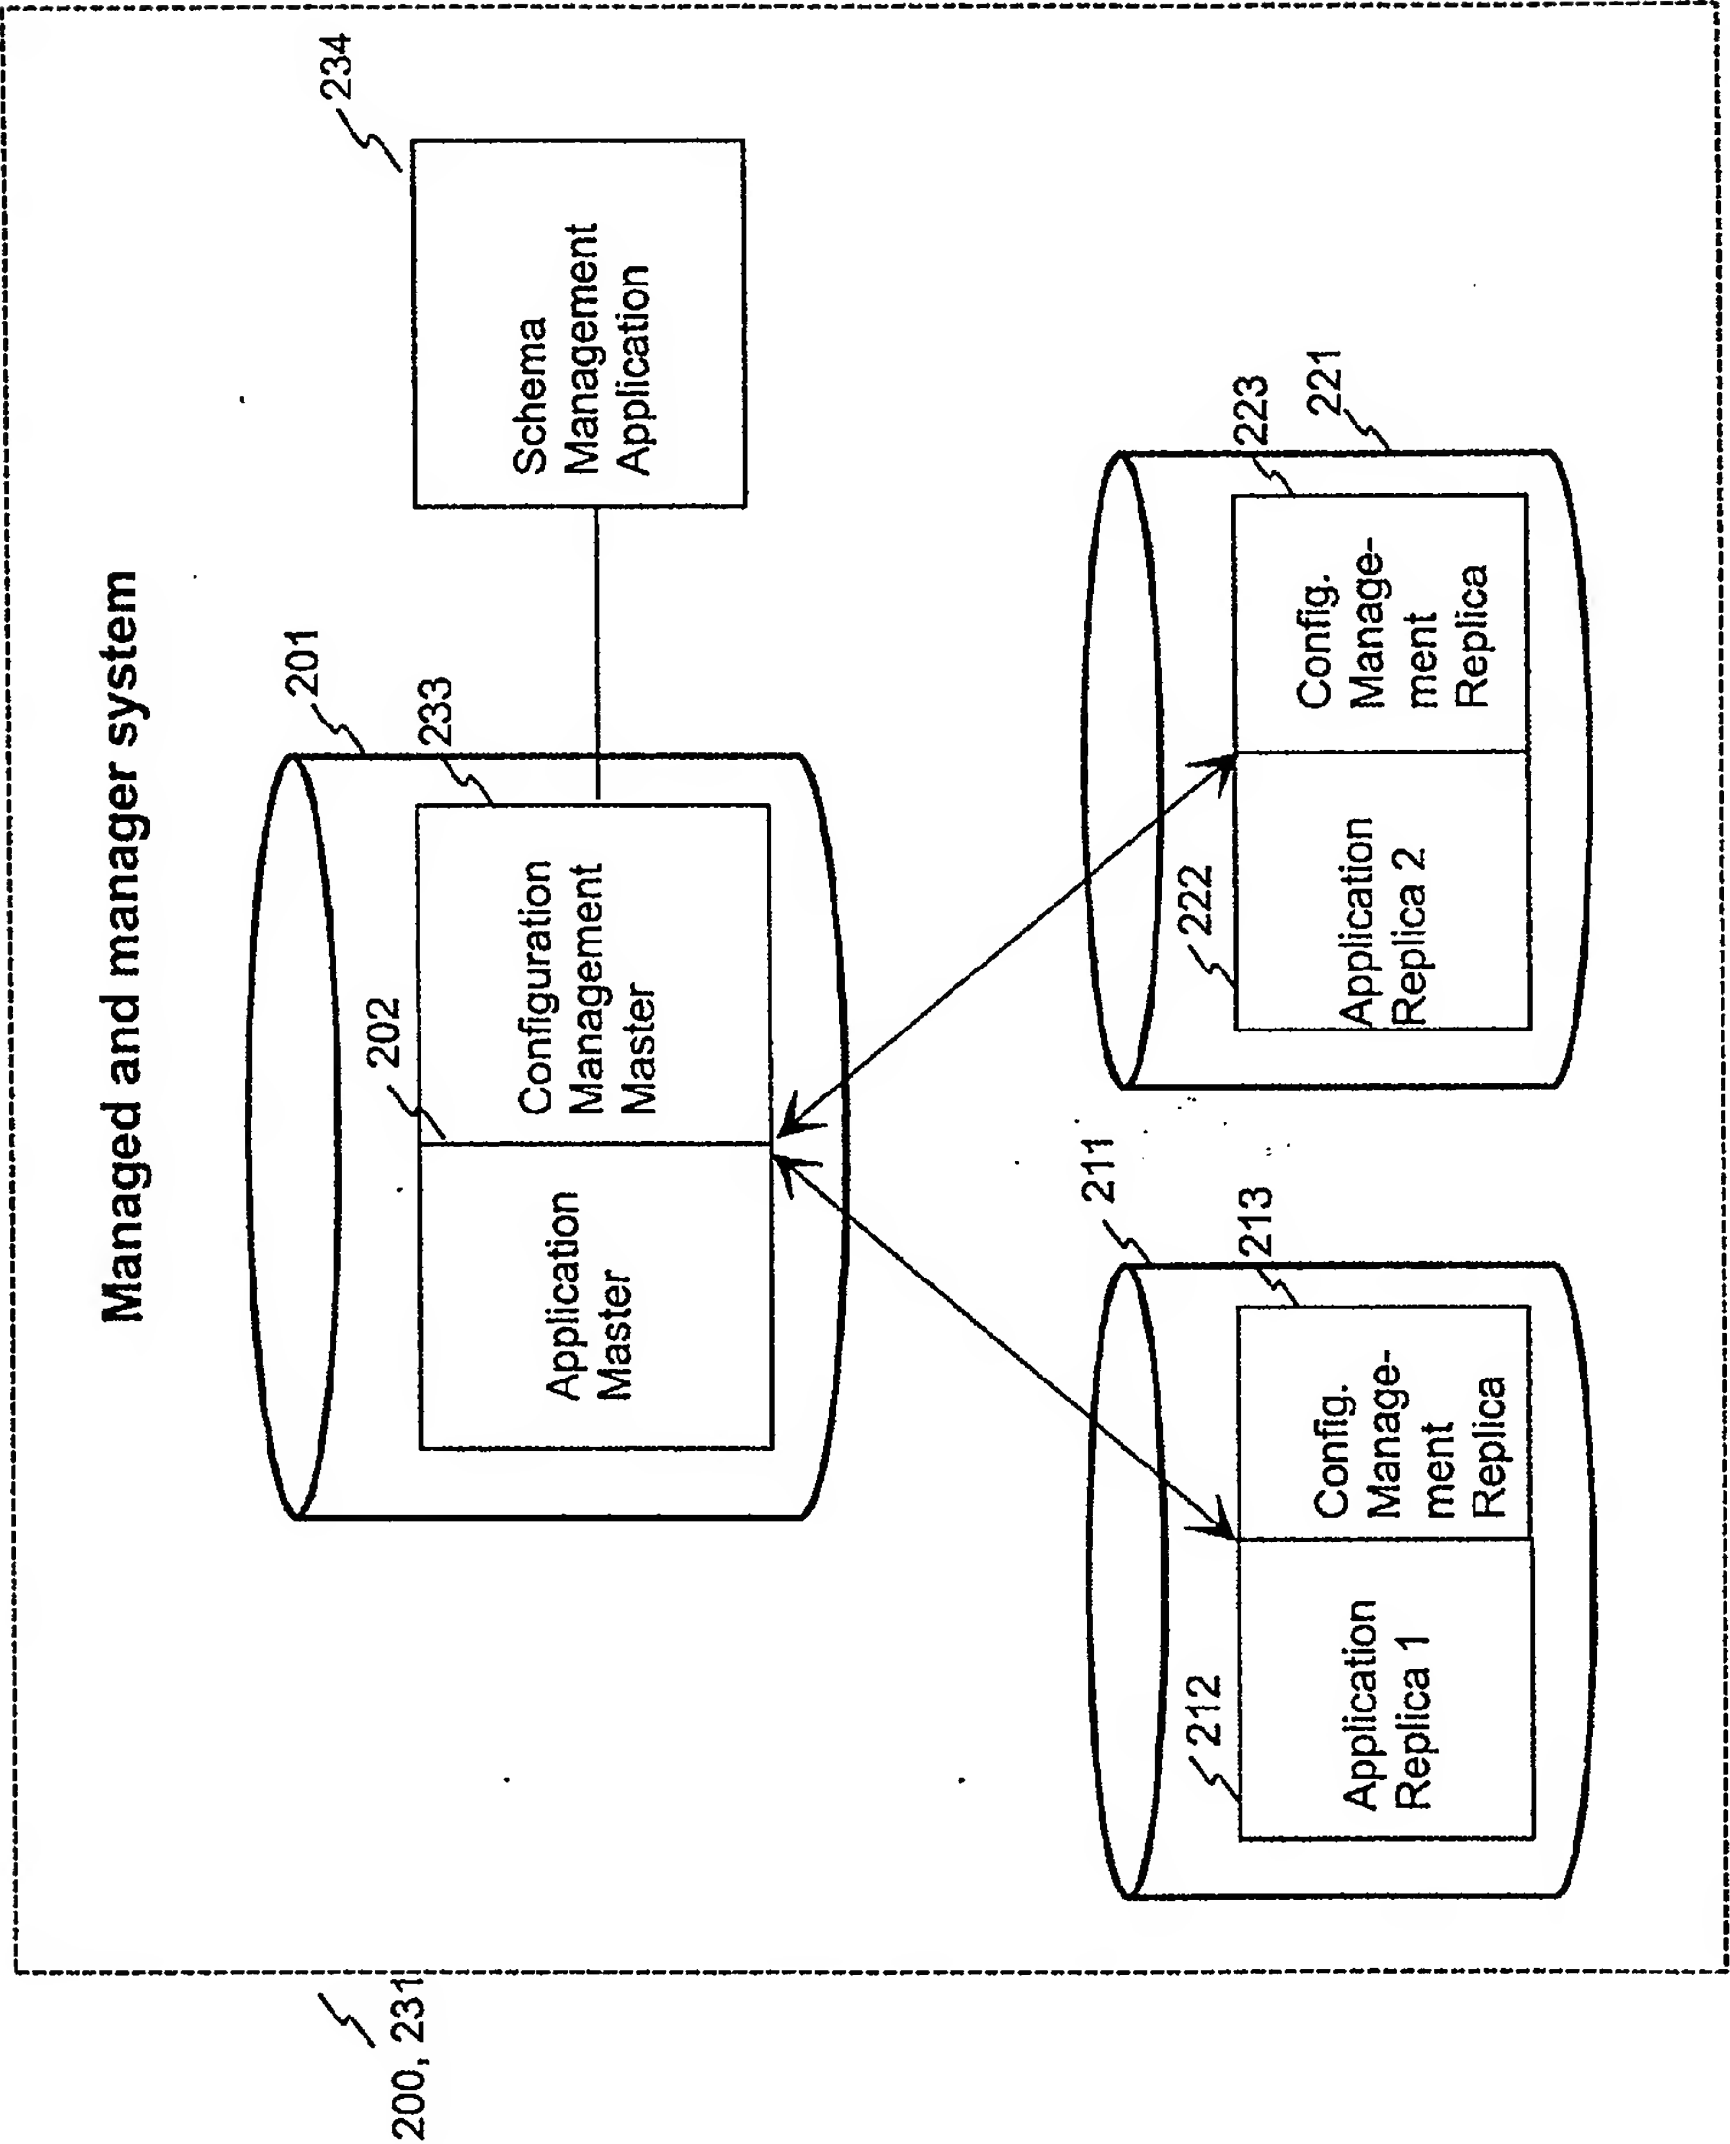 Managed and manager system
200, 231
201
233
202
234
Application
Master
Configuration
Management
Master
Schema
Management
Application
211
213
212
Application
Replica 1
Config.
Manage-
ment
Replica
221
223
222
Application
Replica 2
Config.
Manage-
ment
Replica